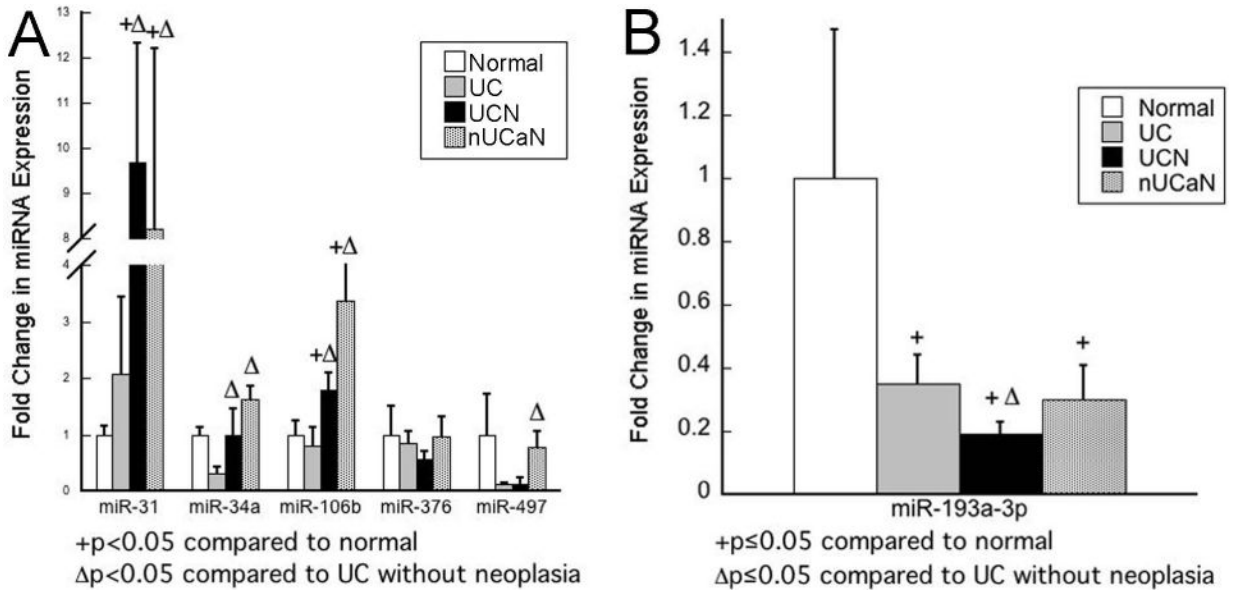 A
Fold Change in miRNA Expression
13
12
11
10
9
8
4
3
2
1
0
+Δ
+Δ
Δ
Δ
+Δ
+Δ
Δ
Normal
UC
UCN
nUCaN
miR-31 miR-34a miR-106b miR-376 miR-497
+p<0.05 compared to normal
Δp<0.05 compared to UC without neoplasia
B
Fold Change in miRNA Expression
1.4
1.2
1
0.8
0.6
0.4
0.2
0
+
+ Δ
+
Normal
UC
UCN
nUCaN
miR-193a-3p
+p≤0.05 compared to normal
Δp≤0.05 compared to UC without neoplasia